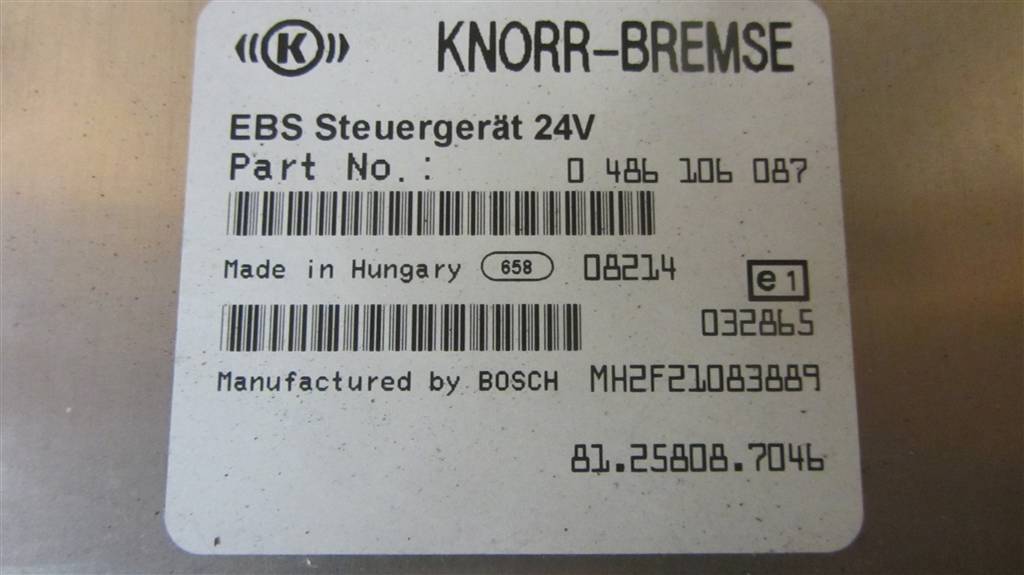 K KNORR-BREMSE
EBS Steuergerät 24V
Part No.: 0 486 106 087
Made in Hungary 658 08214
e1
032865
Manufactured by BOSCH MH2F21083889
81.25808.7046